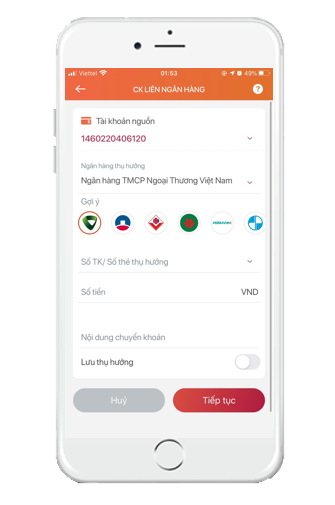 Viettel 01:53 49%
CK LIÊN NGÂN HÀNG ?
Tài khoản nguồn
1460220406120
Ngân hàng thụ hưởng
Ngân hàng TMCP Ngoại Thương Việt Nam
Gợi ý
Số TK/ Số thẻ thụ hưởng
Số tiền VND
Nội dung chuyển khoản
Lưu thụ hưởng
Huỷ Tiếp tục